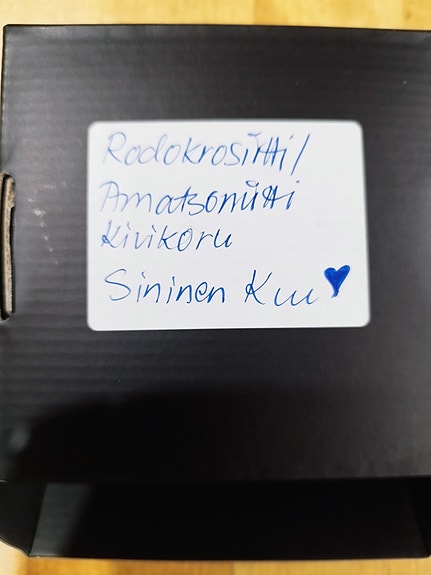 Rodokrosiitti/
Amatsoniitti
Kivikoru
Sininen Kuu♥